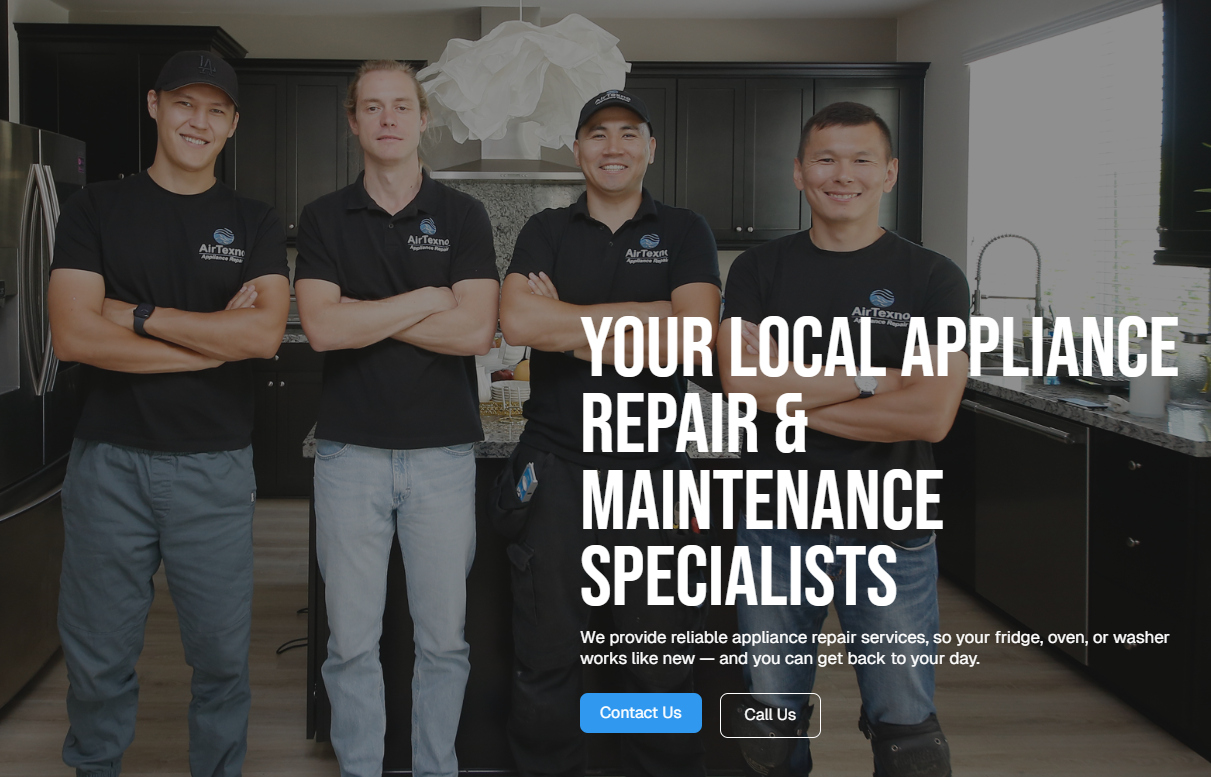 LA
AirTexno
AirTexno
Appliance Repair
AirTexno
Appliance Repair
AirTexno
Appliance Repair
AirTexno
Appliance Repair
YOUR LOCAL APPLIANCE
REPAIR &
MAINTENANCE
SPECIALISTS
We provide reliable appliance repair services, so your fridge, oven, or washer
works like new — and you can get back to your day.
Contact Us
Call Us